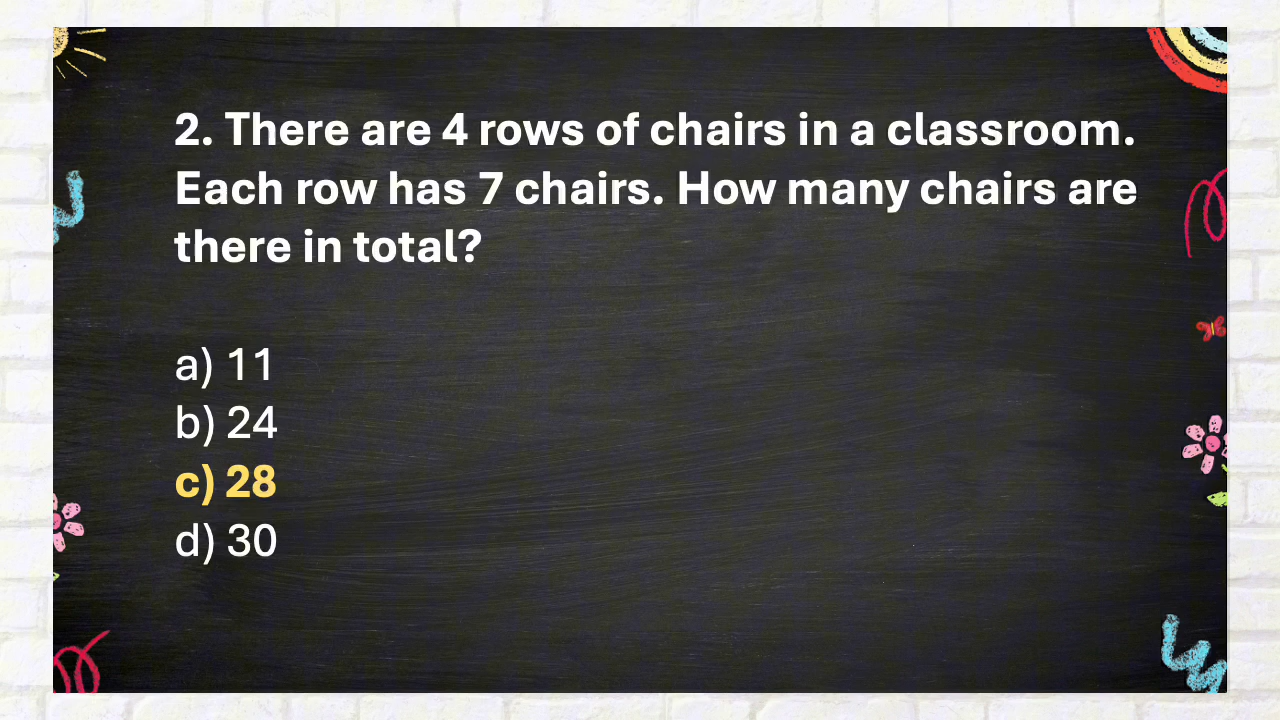 2. There are 4 rows of chairs in a classroom.
Each row has 7 chairs. How many chairs are
there in total?
a) 11
b) 24
c) 28
d) 30